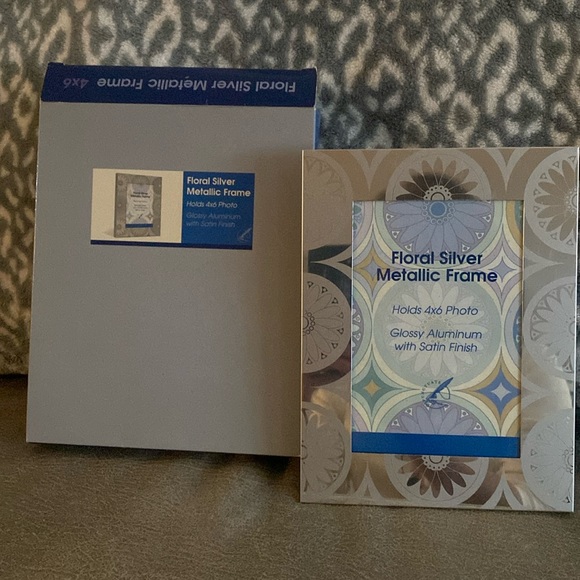 Floral Silver Metallic Frame 4x6
Floral Silver
Metallic Frame
Holds 4x6 Photo
Glossy Aluminum
with Satin Finish
Floral Silver
Metallic Frame
Holds 4x6 Photo
Glossy Aluminum
with Satin Finish